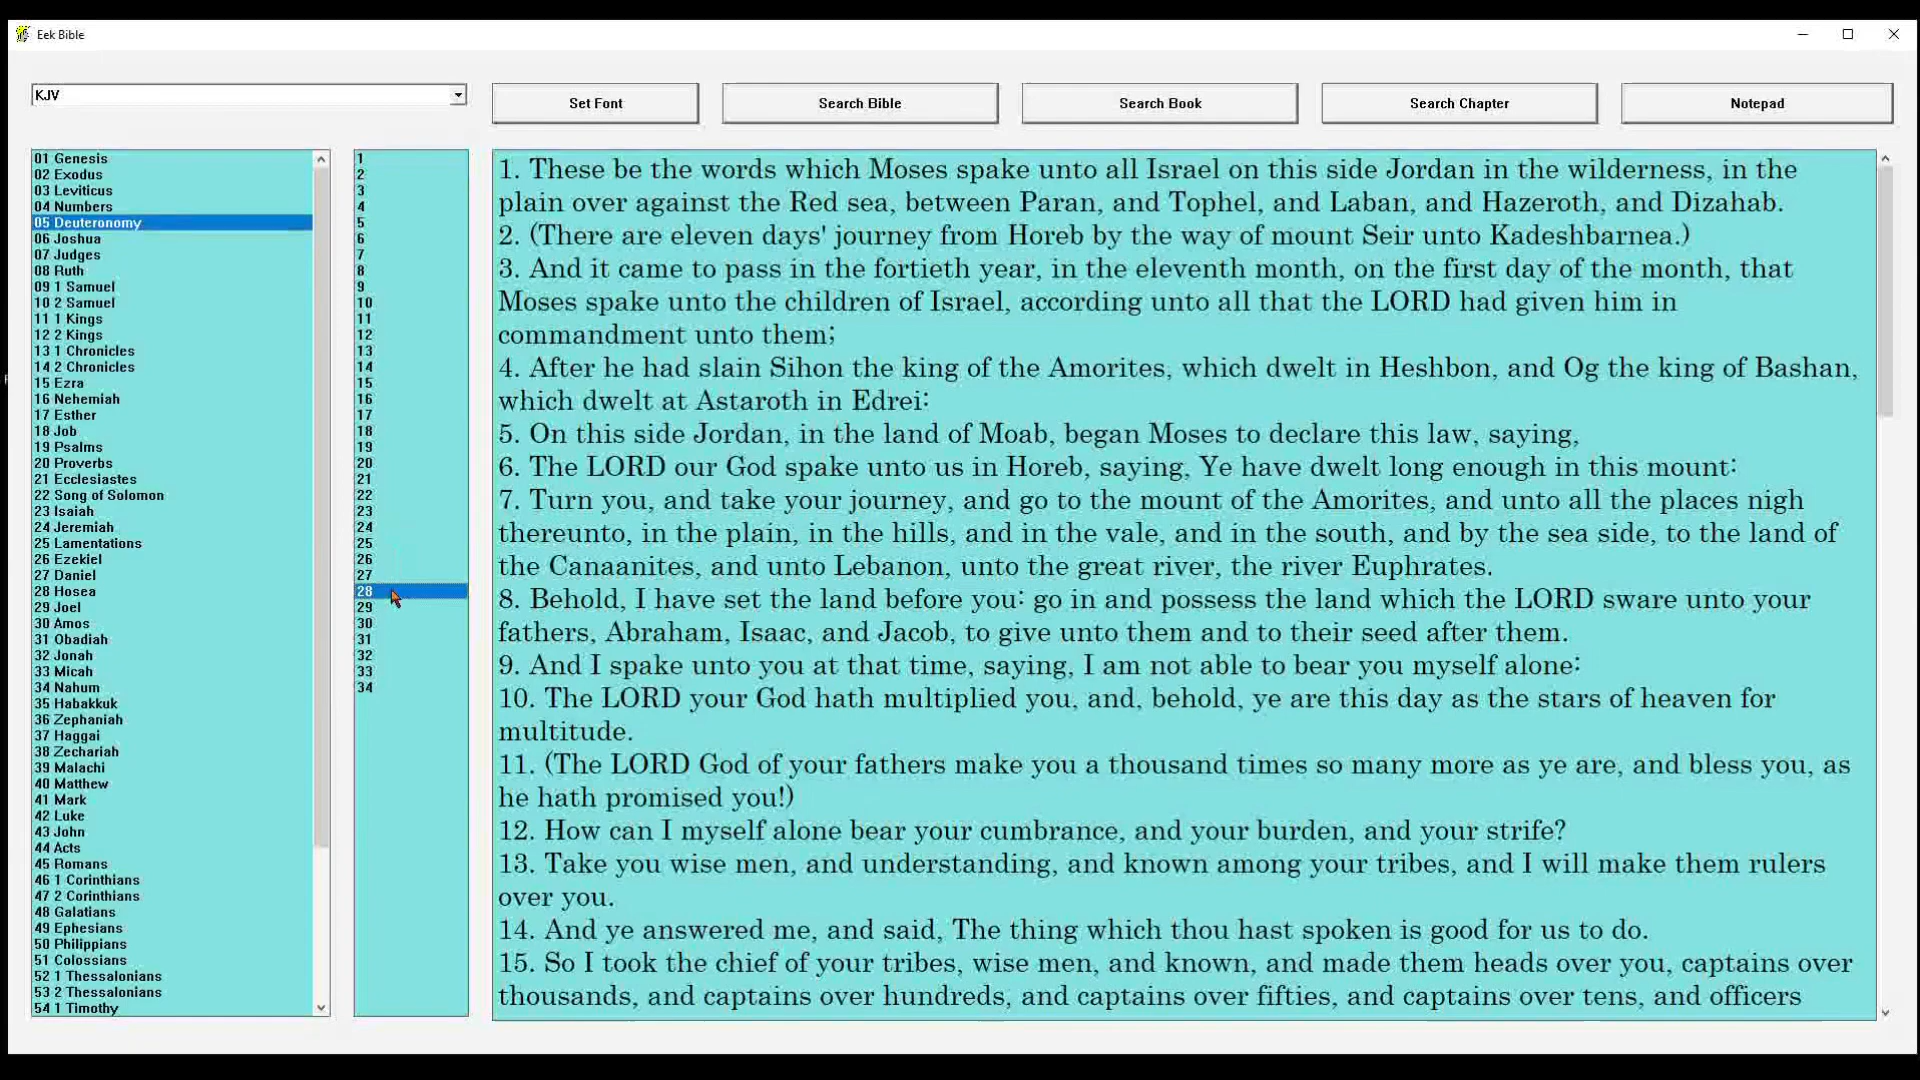 Eek Bible
KJV
Set Font
Search Bible
Search Book
Search Chapter
Notepad
01 Genesis
02 Exodus
03 Leviticus
04 Numbers
05 Deuteronomy
06 Joshua
07 Judges
08 Ruth
09 1 Samuel
10 2 Samuel
11 1 Kings
12 2 Kings
13 1 Chronicles
14 2 Chronicles
15 Ezra
16 Nehemiah
17 Esther
18 Job
19 Psalms
20 Proverbs
21 Ecclesiastes
22 Song of Solomon
23 Isaiah
24 Jeremiah
25 Lamentations
26 Ezekiel
27 Daniel
28 Hosea
29 Joel
30 Amos
31 Obadiah
32 Jonah
33 Micah
34 Nahum
35 Habakkuk
36 Zephaniah
37 Haggai
38 Zechariah
39 Malachi
40 Matthew
41 Mark
42 Luke
43 John
44 Acts
45 Romans
46 1 Corinthians
47 2 Corinthians
48 Galatians
49 Ephesians
50 Philippians
51 Colossians
52 1 Thessalonians
53 2 Thessalonians
54 1 Timothy
1
2
3
4
5
6
7
8
9
10
11
12
13
14
15
16
17
18
19
20
21
22
23
24
25
26
27
28
29
30
31
32
33
34
1. These be the words which Moses spake unto all Israel on this side Jordan in the wilderness, in the
plain over against the Red sea, between Paran, and Tophel, and Laban, and Hazeroth, and Dizahab.
2. (There are eleven days' journey from Horeb by the way of mount Seir unto Kadeshbarnea.)
3. And it came to pass in the fortieth year, in the eleventh month, on the first day of the month, that
Moses spake unto the children of Israel, according unto all that the LORD had given him in
commandment unto them;
4. After he had slain Sihon the king of the Amorites, which dwelt in Heshbon, and Og the king of Bashan,
which dwelt at Astaroth in Edrei:
5. On this side Jordan, in the land of Moab, began Moses to declare this law, saying,
6. The LORD our God spake unto us in Horeb, saying, Ye have dwelt long enough in this mount:
7. Turn you, and take your journey, and go to the mount of the Amorites, and unto all the places nigh
thereunto, in the plain, in the hills, and in the vale, and in the south, and by the sea side, to the land of
the Canaanites, and unto Lebanon, unto the great river, the river Euphrates.
8. Behold, I have set the land before you: go in and possess the land which the LORD sware unto your
fathers, Abraham, Isaac, and Jacob, to give unto them and to their seed after them.
9. And I spake unto you at that time, saying, I am not able to bear you myself alone:
10. The LORD your God hath multiplied you, and, behold, ye are this day as the stars of heaven for
multitude.
11. (The LORD God of your fathers make you a thousand times so many more as ye are, and bless you, as
he hath promised you!)
12. How can I myself alone bear your cumbrance, and your burden, and your strife?
13. Take you wise men, and understanding, and known among your tribes, and I will make them rulers
over you.
14. And ye answered me, and said, The thing which thou hast spoken is good for us to do.
15. So I took the chief of your tribes, wise men, and known, and made them heads over you, captains over
thousands, and captains over hundreds, and captains over fifties, and captains over tens, and officers